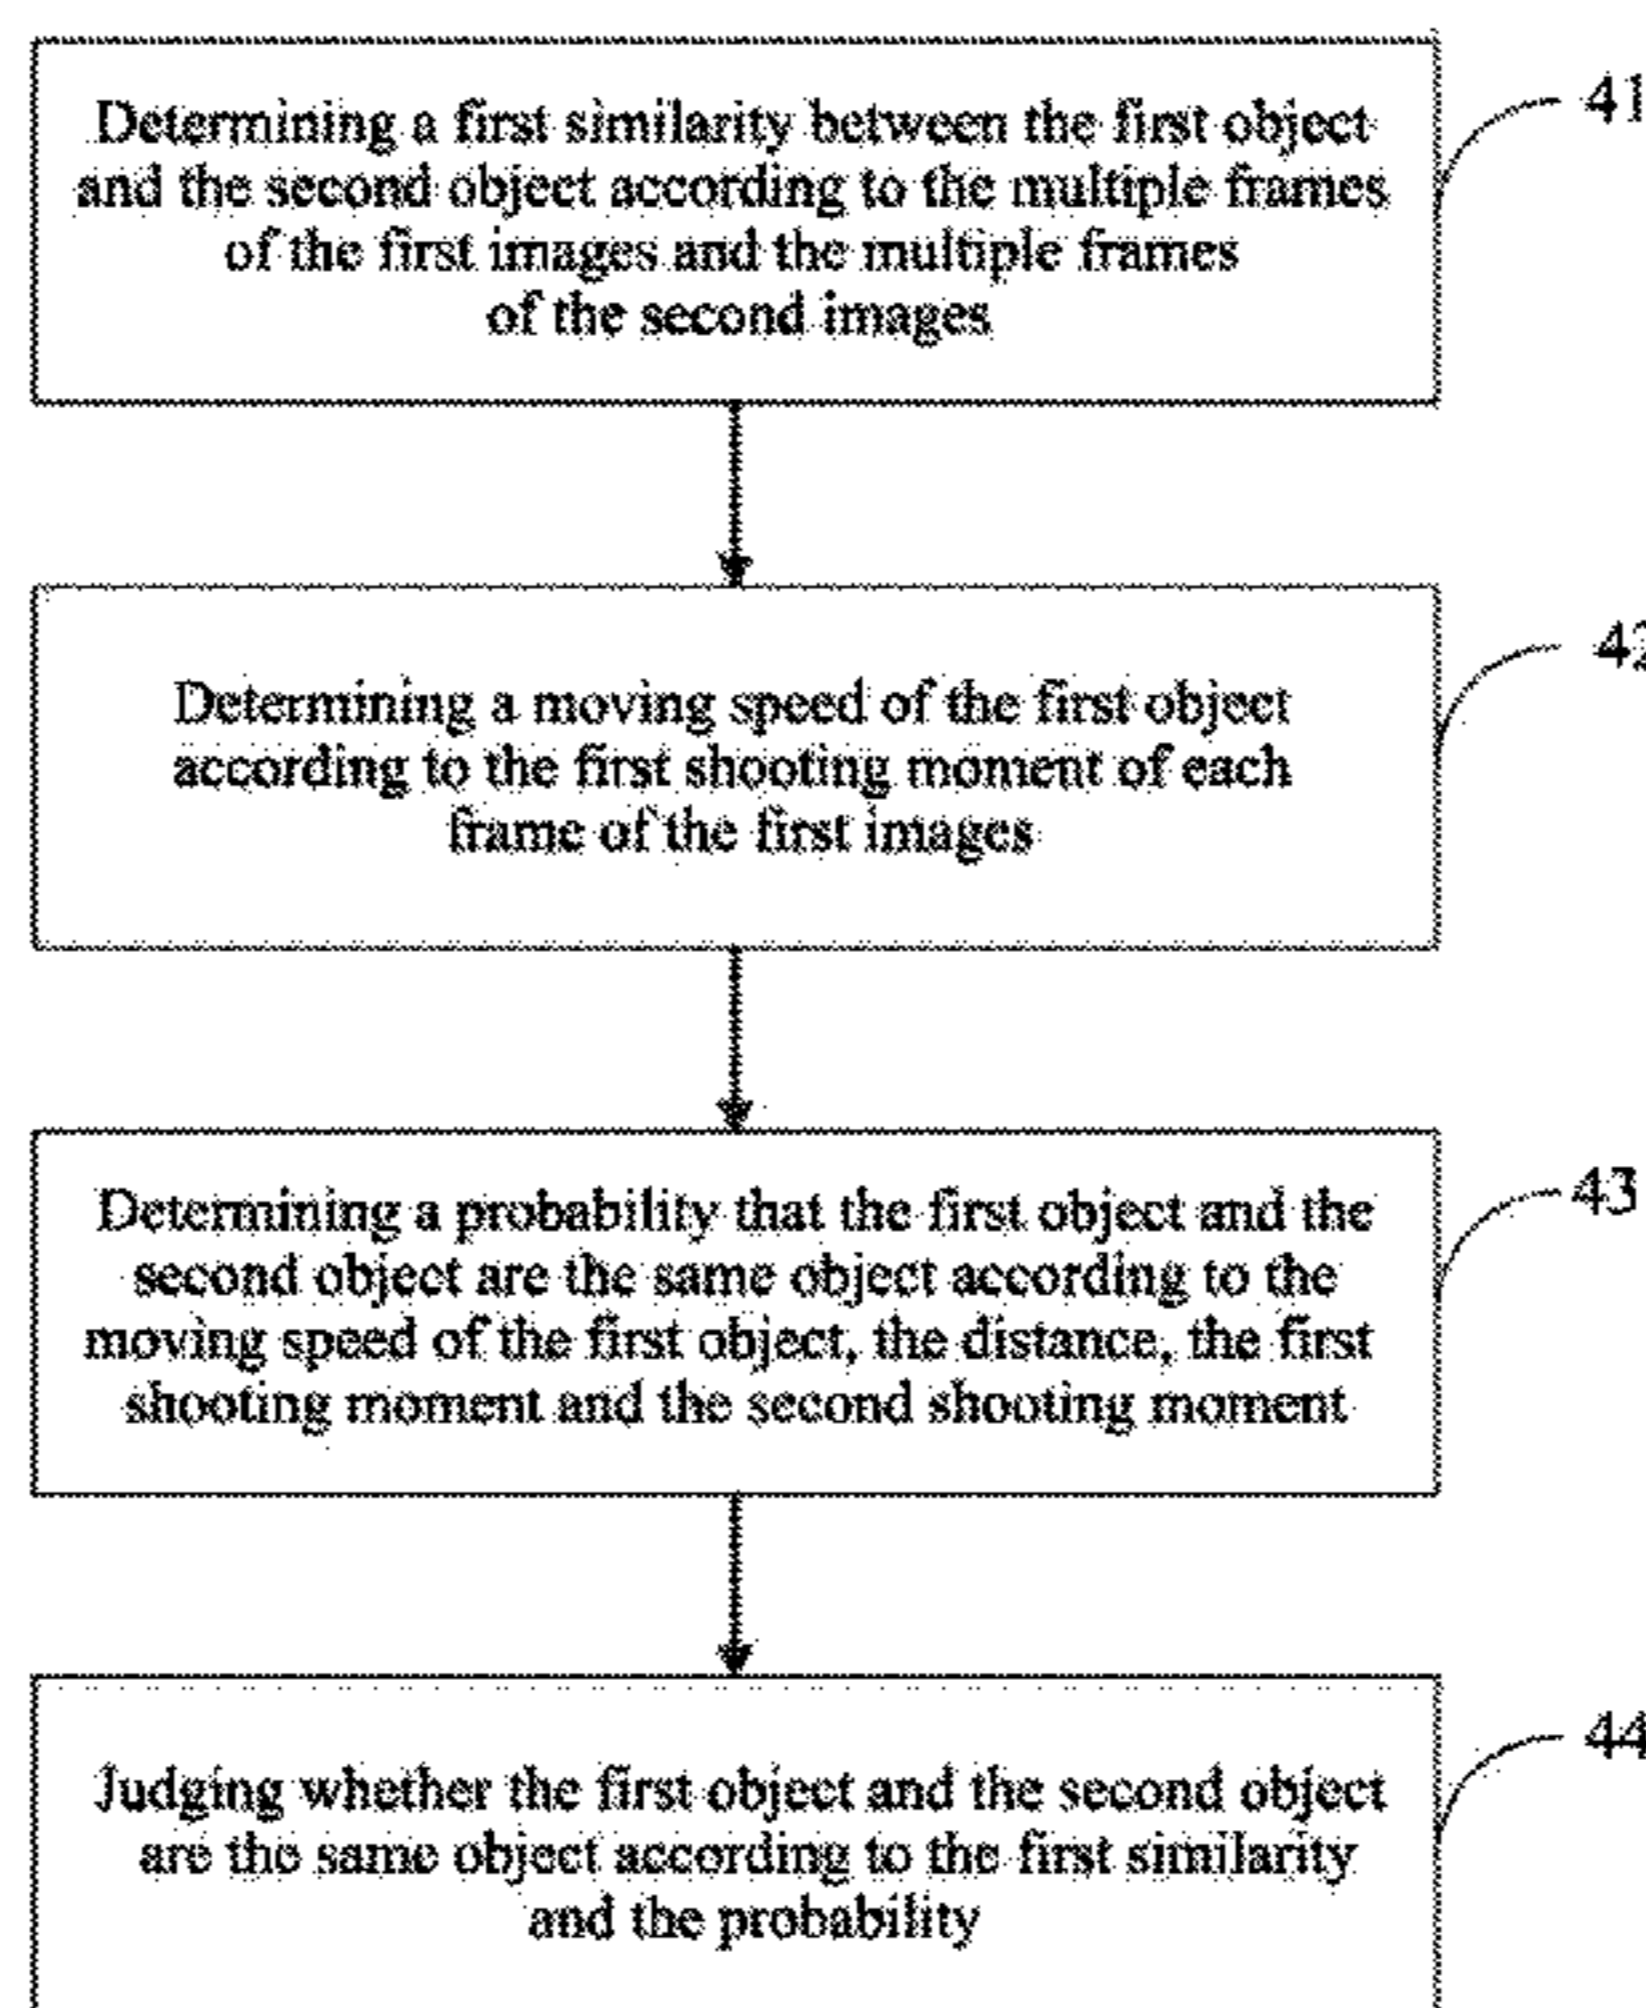 Determining a first similarity between the first object
and the second object according to the multiple frames
of the first images and the multiple frames
of the second images
41
Determining a moving speed of the first object
according to the first shooting moment of each
frame of the first images
42
Determining a probability that the first object and the
second object are the same object according to the
moving speed of the first object, the distance, the first
shooting moment and the second shooting moment
43
Judging whether the first object and the second object
are the same object according to the first similarity
and the probability
44